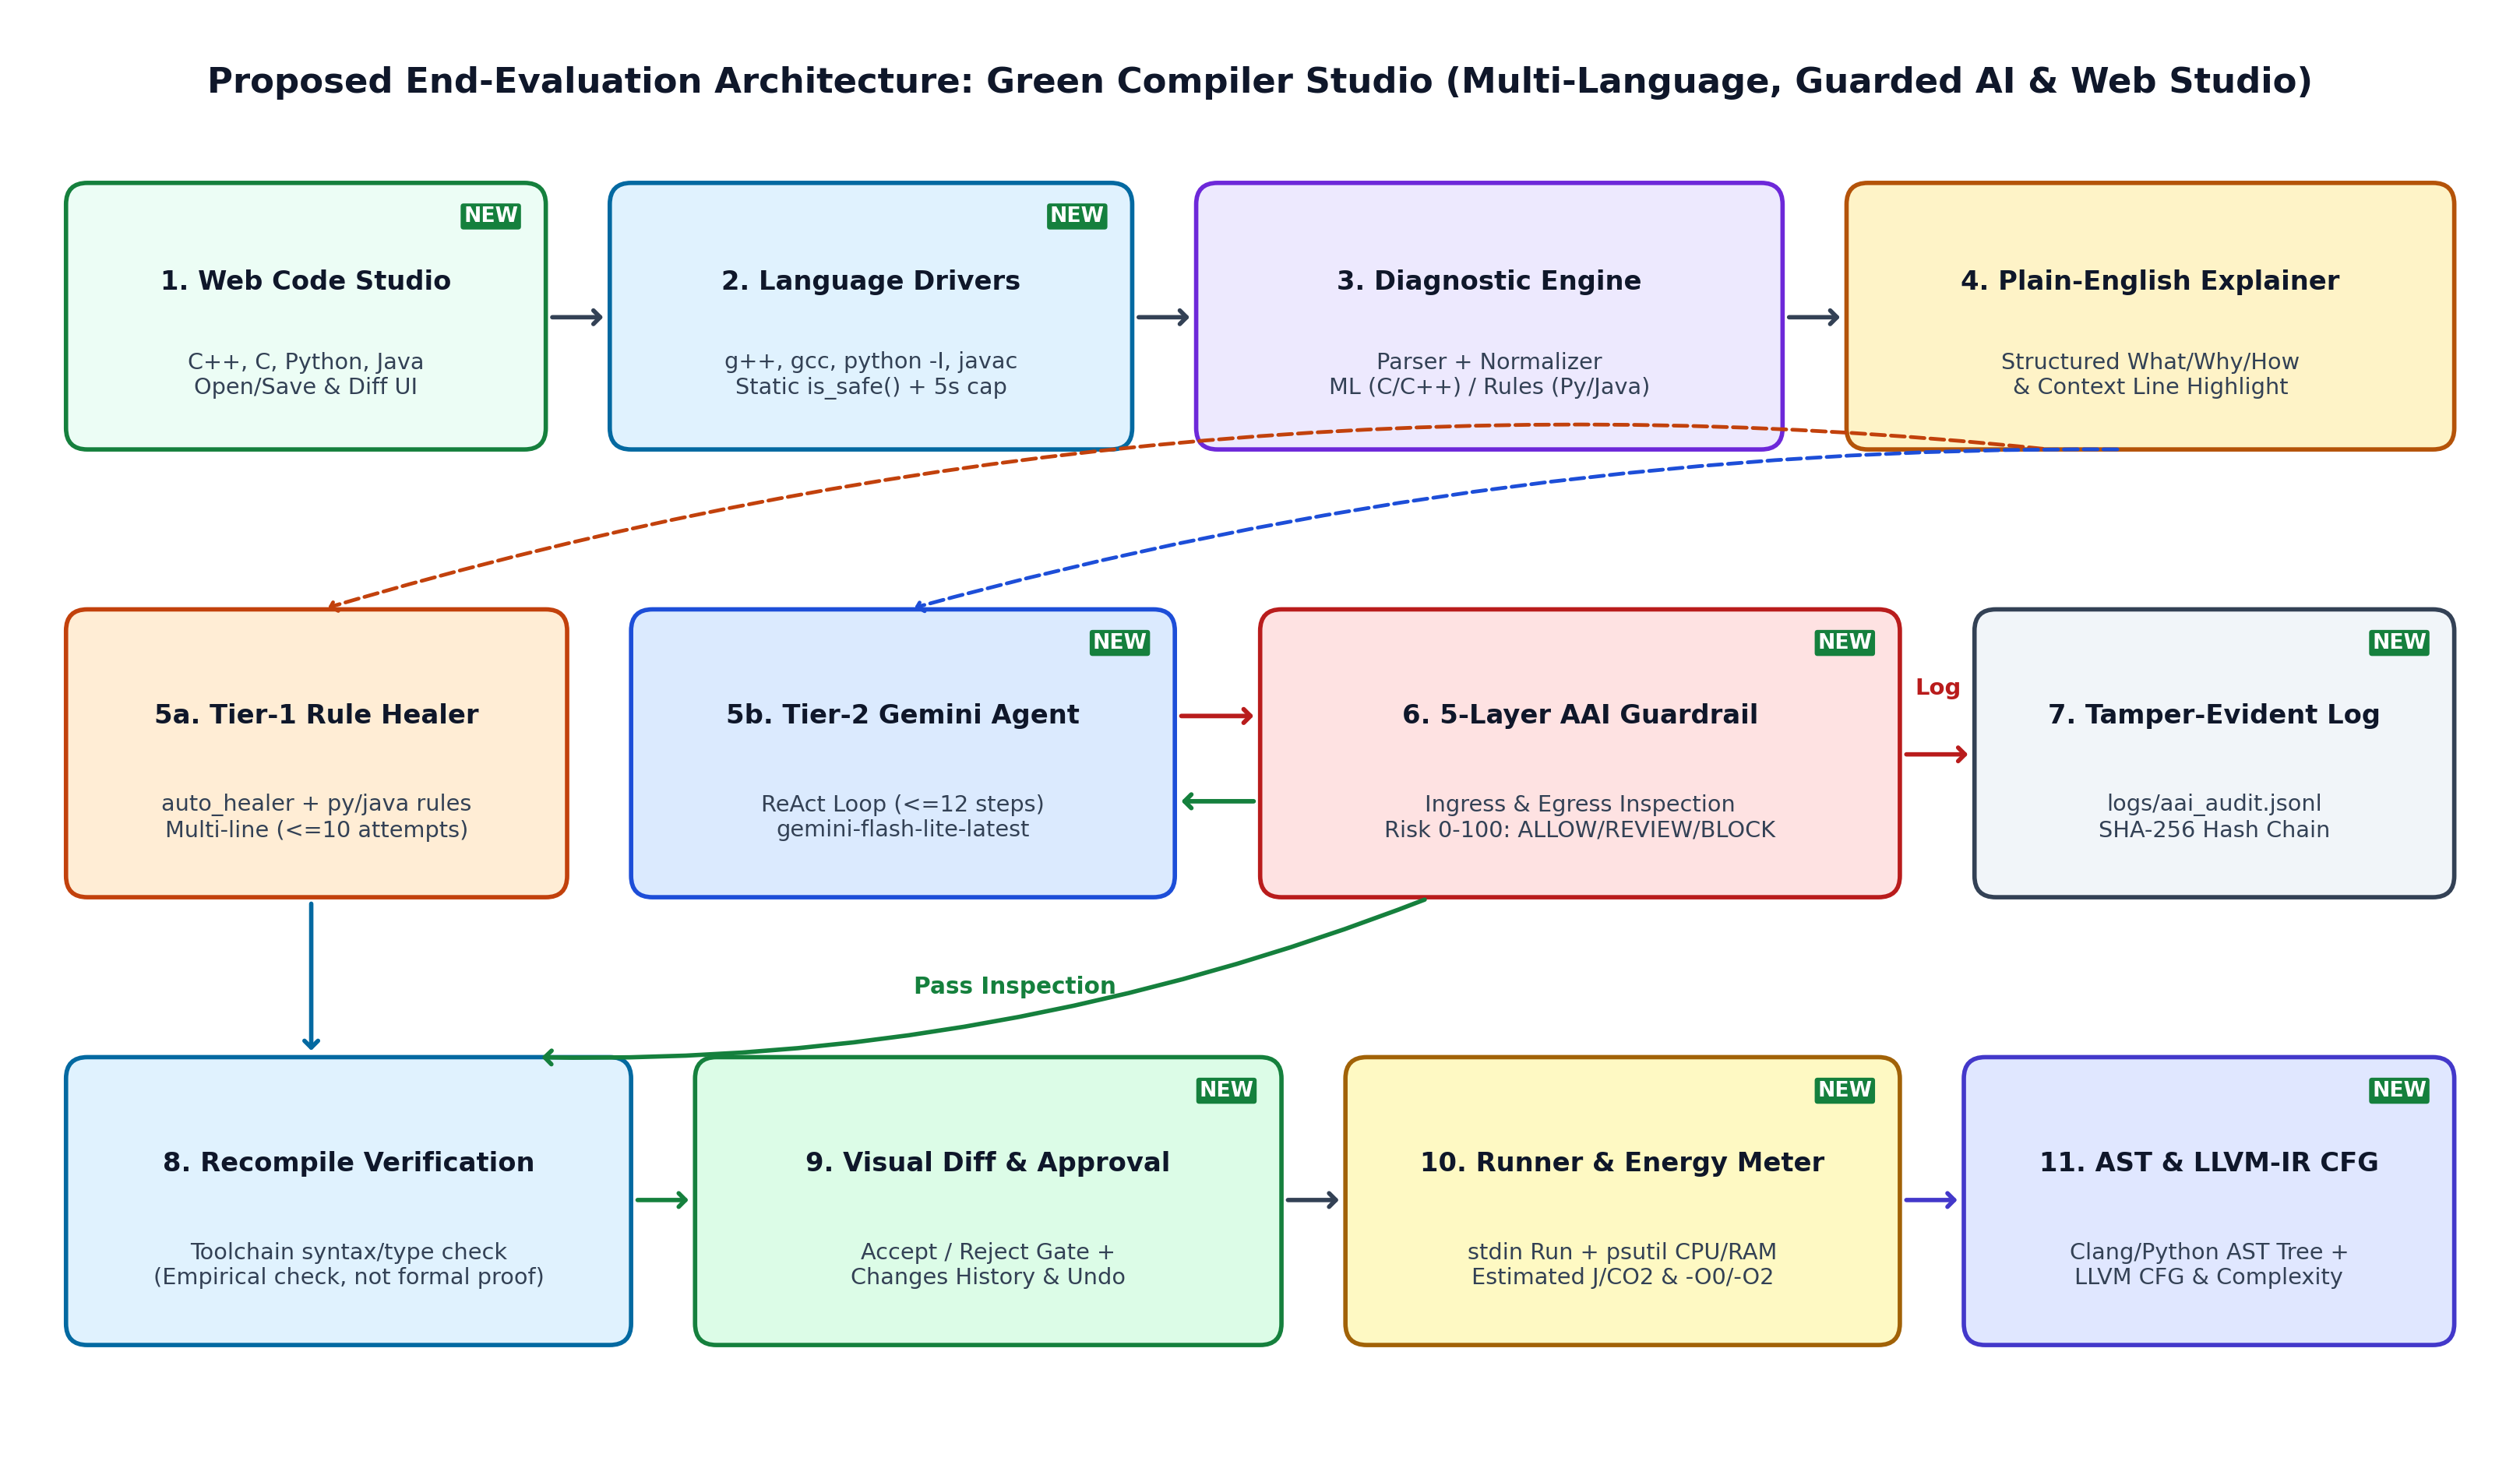 Proposed End-Evaluation Architecture: Green Compiler Studio (Multi-Language, Guarded AI & Web Studio)
NEW
1. Web Code Studio
C++, C, Python, Java
Open/Save & Diff UI
NEW
2. Language Drivers
g++, gcc, python -I, javac
Static is_safe() + 5s cap
3. Diagnostic Engine
Parser + Normalizer
ML (C/C++) / Rules (Py/Java)
4. Plain-English Explainer
Structured What/Why/How
& Context Line Highlight
5a. Tier-1 Rule Healer
auto_healer + py/java rules
Multi-line (<=10 attempts)
NEW
5b. Tier-2 Gemini Agent
ReAct Loop (<=12 steps)
gemini-flash-lite-latest
NEW
6. 5-Layer AAI Guardrail
Ingress & Egress Inspection
Risk 0-100: ALLOW/REVIEW/BLOCK
Log
NEW
7. Tamper-Evident Log
logs/aai_audit.jsonl
SHA-256 Hash Chain
Pass Inspection
8. Recompile Verification
Toolchain syntax/type check
(Empirical check, not formal proof)
NEW
9. Visual Diff & Approval
Accept / Reject Gate +
Changes History & Undo
NEW
10. Runner & Energy Meter
stdin Run + psutil CPU/RAM
Estimated J/CO2 & -O0/-O2
NEW
11. AST & LLVM-IR CFG
Clang/Python AST Tree +
LLVM CFG & Complexity